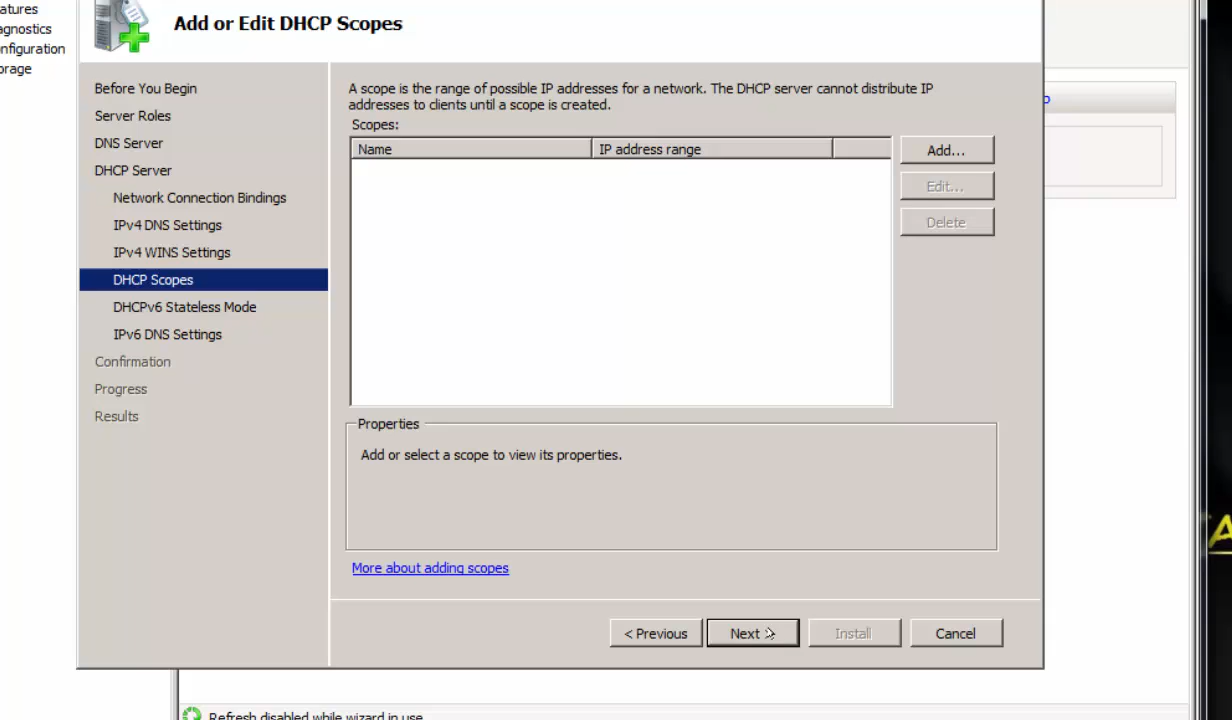 atures
agnostics
nfiguration
orage
Add or Edit DHCP Scopes
Before You Begin
Server Roles
DNS Server
DHCP Server
Network Connection Bindings
IPv4 DNS Settings
IPv4 WINS Settings
DHCP Scopes
DHCPv6 Stateless Mode
IPv6 DNS Settings
Confirmation
Progress
Results
A scope is the range of possible IP addresses for a network. The DHCP server cannot distribute IP
addresses to clients until a scope is created.
Scopes:
Name IP address range
Add...
Edit...
Delete
Properties
Add or select a scope to view its properties.
More about adding scopes
< Previous Next > Install Cancel
Refresh disabled while wizard in use